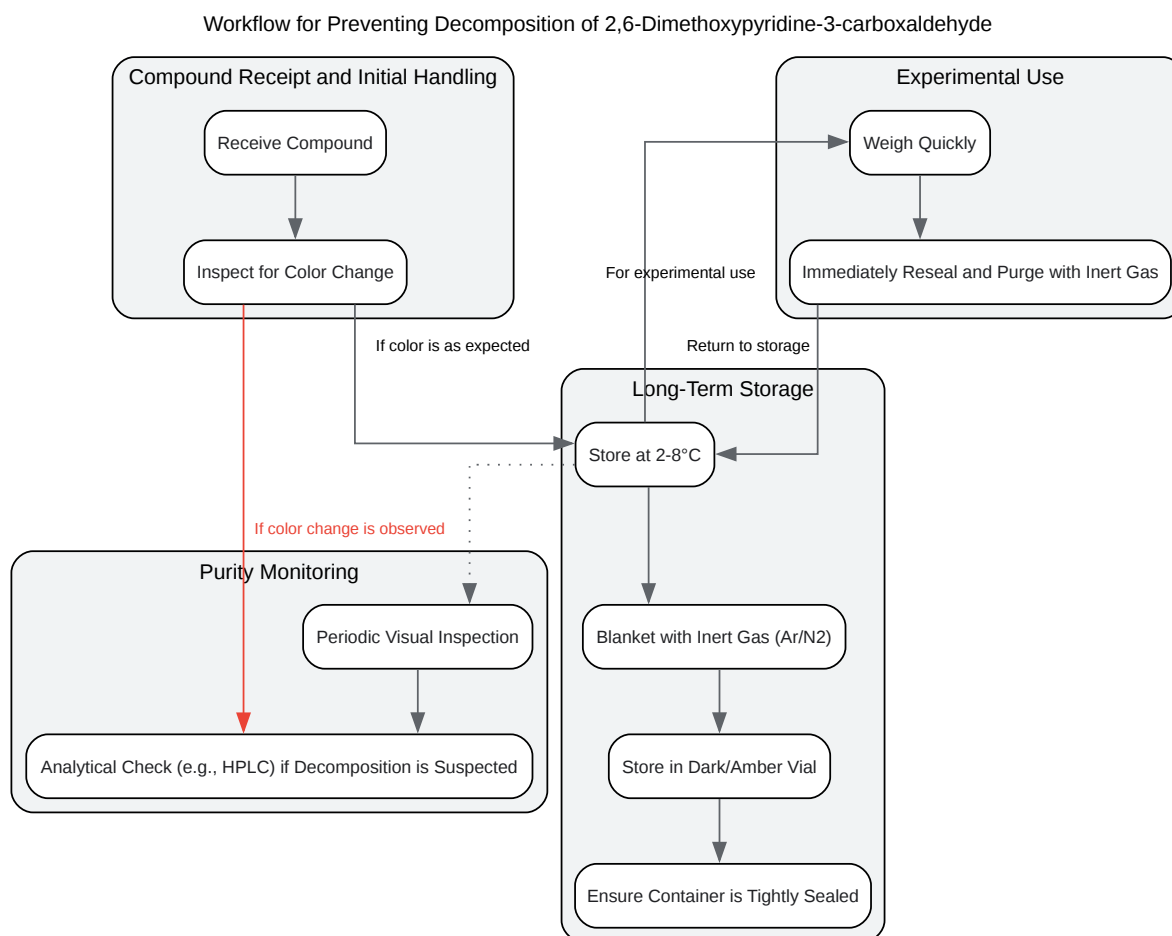 Workflow for Preventing Decomposition of 2,6-Dimethoxypyridine-3-carboxaldehyde
Compound Receipt and Initial Handling
Receive Compound
Inspect for Color Change
Experimental Use
Weigh Quickly
Immediately Reseal and Purge with Inert Gas
For experimental use
If color is as expected
Return to storage
Long-Term Storage
Store at 2-8°C
Blanket with Inert Gas (Ar/N2)
Store in Dark/Amber Vial
Ensure Container is Tightly Sealed
If color change is observed
Purity Monitoring
Periodic Visual Inspection
Analytical Check (e.g., HPLC) if Decomposition is Suspected